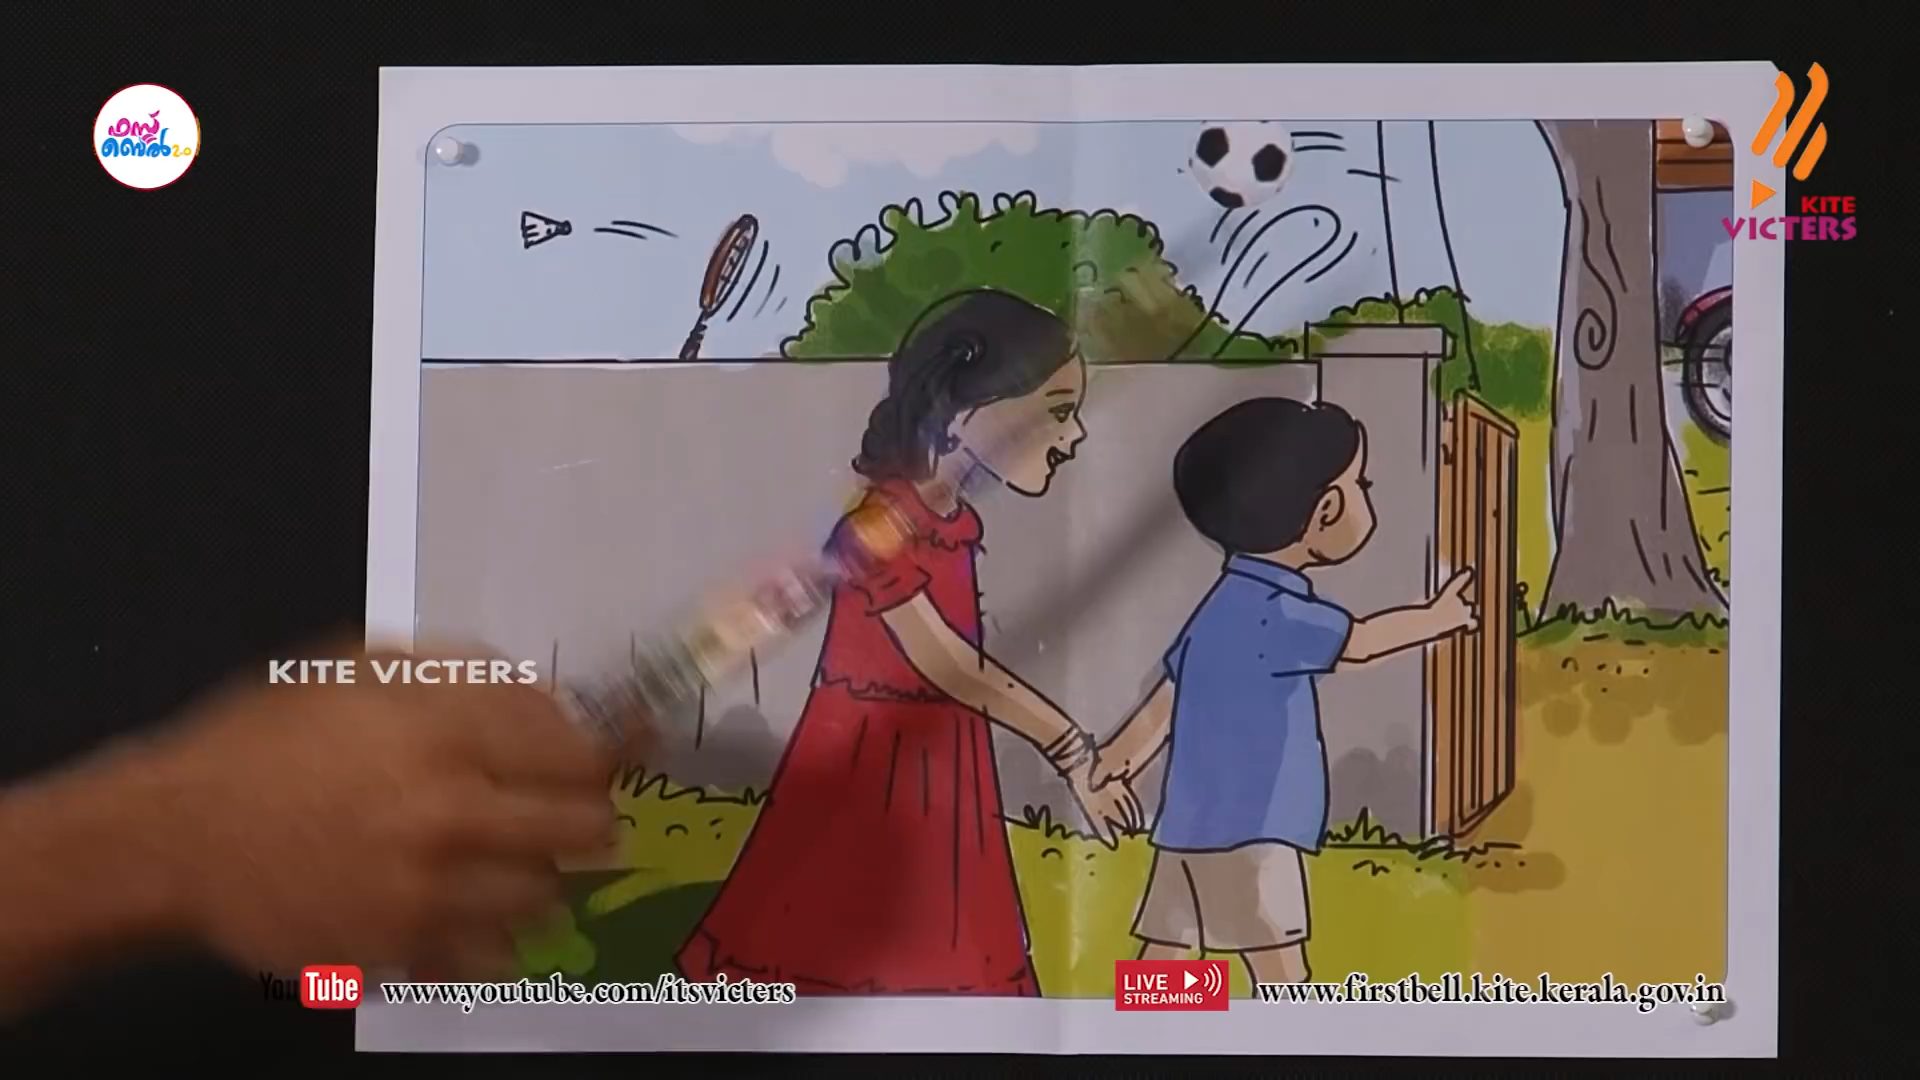 ഫസ്റ്റ്
ബെൽ 2.0
KITE
VICTERS
KITE VICTERS
YouTube
www.youtube.com/itsvicters
LIVE
STREAMING
www.firstbell.kite.kerala.gov.in